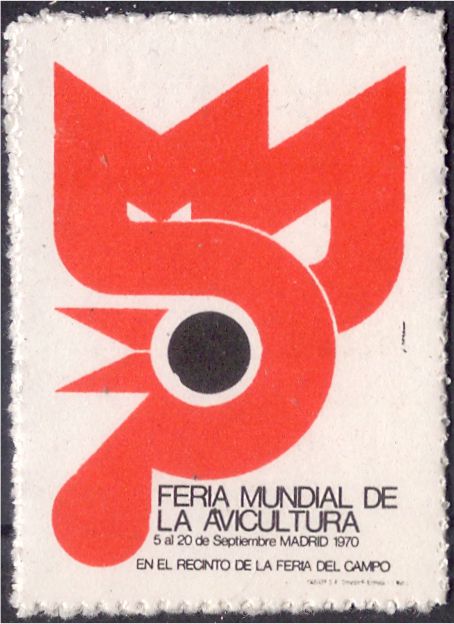 FERIA MUNDIAL DE
LA AVICULTURA
5 al 20 de Septiembre MADRID 1970
EN EL RECINTO DE LA FERIA DEL CAMPO